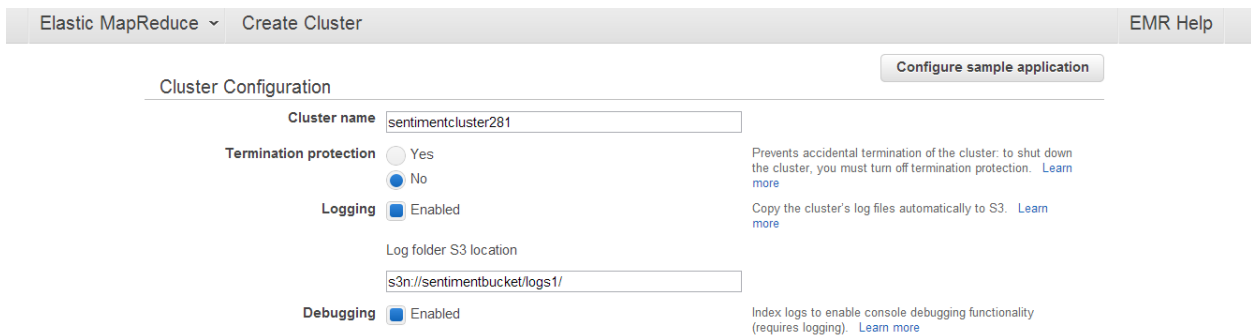 Elastic MapReduce Create Cluster EMR Help
Configure sample application
Cluster Configuration
Cluster name sentimentcluster281
Termination protection Yes
Prevents accidental termination of the cluster: to shut down
the cluster, you must turn off termination protection. Learn
more
No
Logging Enabled
Copy the cluster's log files automatically to S3. Learn
more
Log folder S3 location
s3n://sentimentbucket/logs1/
Debugging Enabled
Index logs to enable console debugging functionality
(requires logging). Learn more